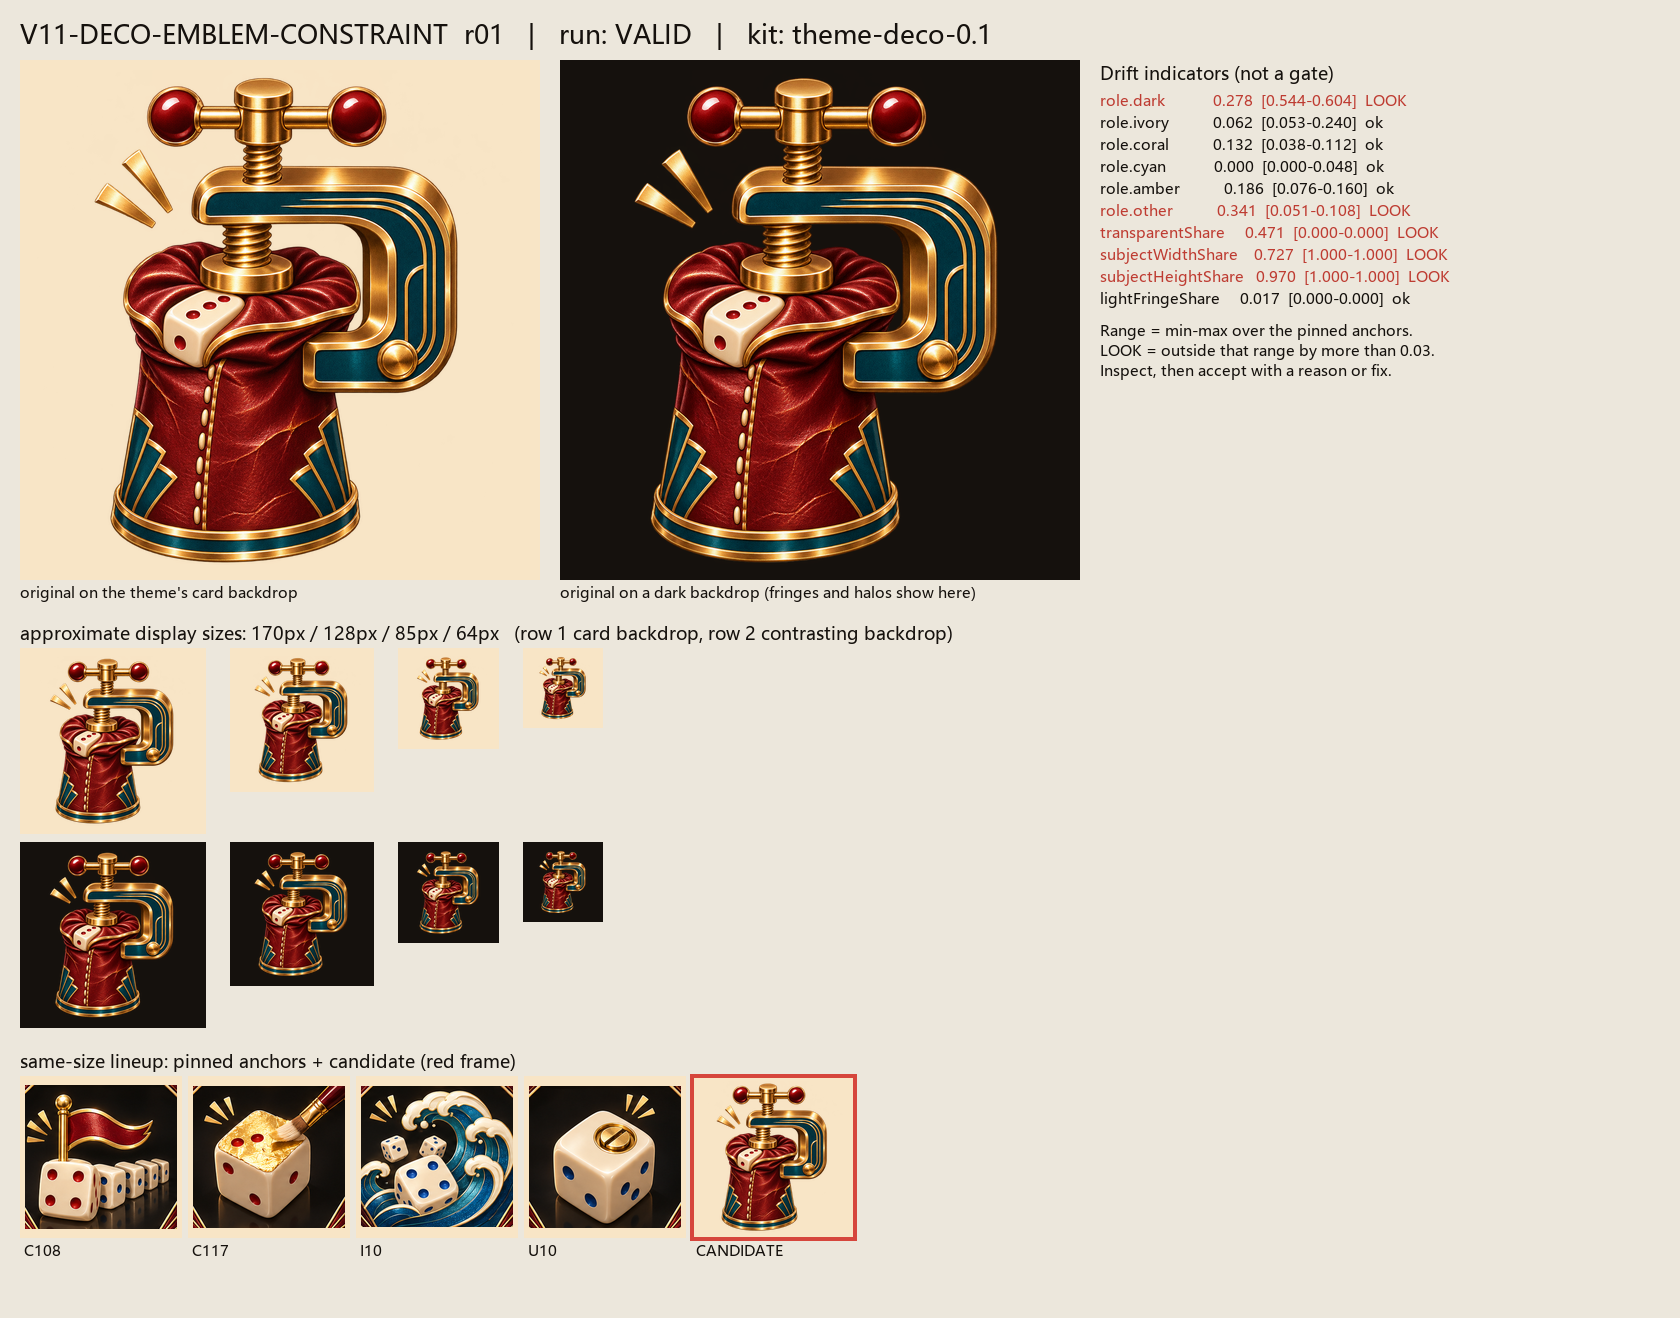 V11-DECO-EMBLEM-CONSTRAINT r01 | run: VALID | kit: theme-deco-0.1
Drift indicators (not a gate)
role.dark 0.278 [0.544-0.604] LOOK
role.ivory 0.062 [0.053-0.240] ok
role.coral 0.132 [0.038-0.112] ok
role.cyan 0.000 [0.000-0.048] ok
role.amber 0.186 [0.076-0.160] ok
role.other 0.341 [0.051-0.108] LOOK
transparentShare 0.471 [0.000-0.000] LOOK
subjectWidthShare 0.727 [1.000-1.000] LOOK
subjectHeightShare 0.970 [1.000-1.000] LOOK
lightFringeShare 0.017 [0.000-0.000] ok
Range = min-max over the pinned anchors.
LOOK = outside that range by more than 0.03.
Inspect, then accept with a reason or fix.
original on the theme's card backdrop
original on a dark backdrop (fringes and halos show here)
approximate display sizes: 170px / 128px / 85px / 64px (row 1 card backdrop, row 2 contrasting backdrop)
same-size lineup: pinned anchors + candidate (red frame)
C108
C117
I10
U10
CANDIDATE